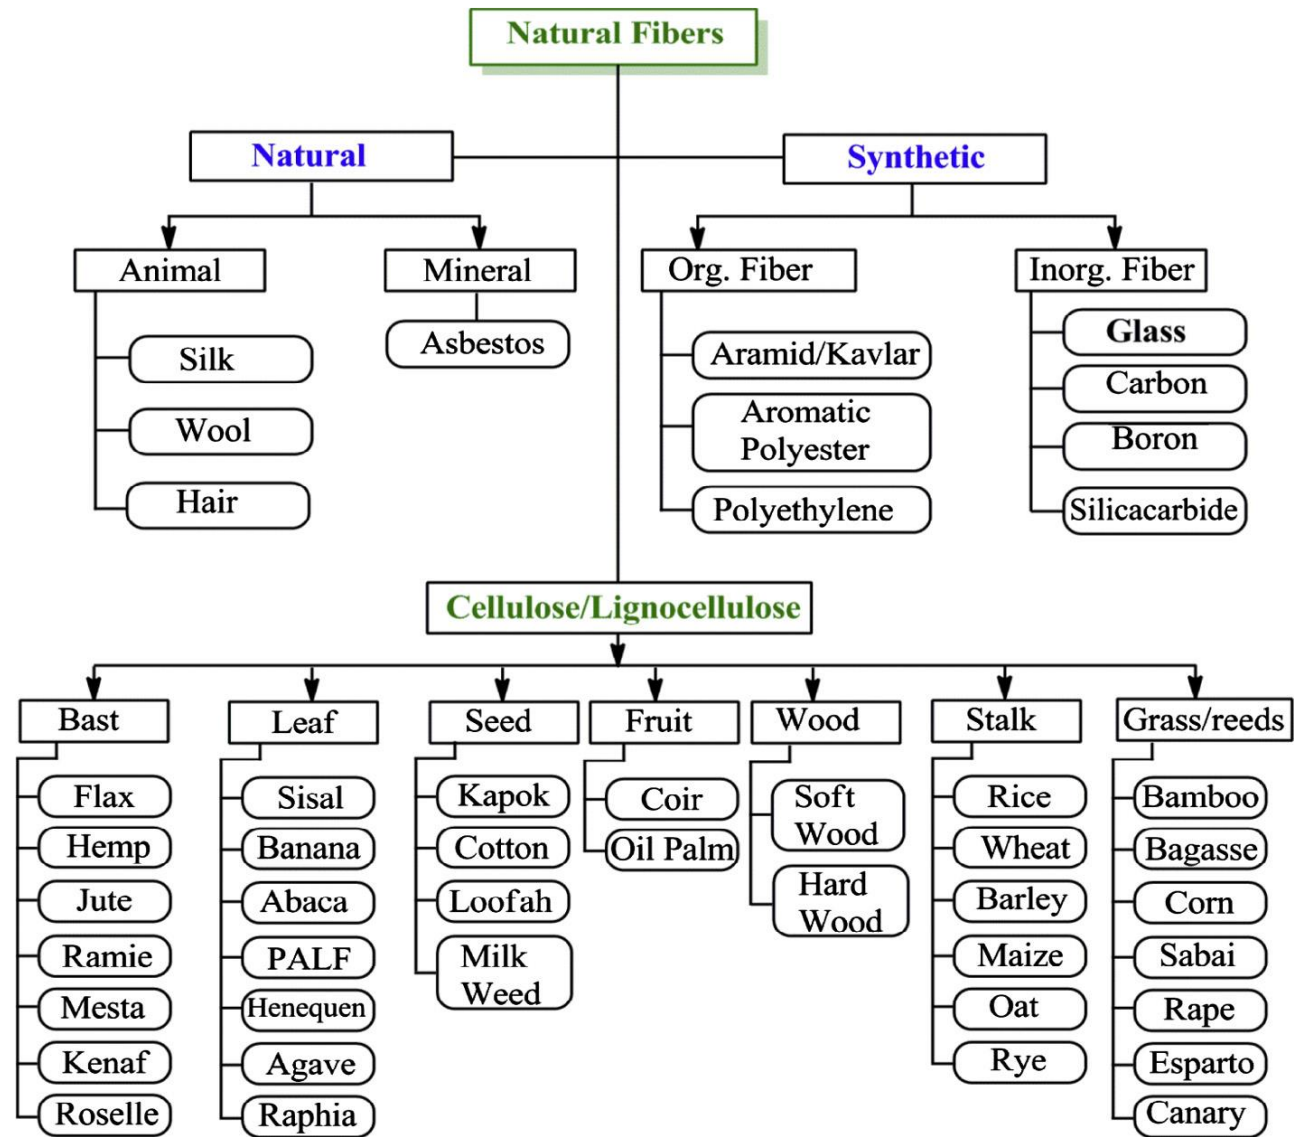 Natural Fibers
Natural
Synthetic
Animal
Mineral
Org. Fiber
Inorg. Fiber
Silk
Wool
Hair
Asbestos
Aramid/Kavlar
Aromatic
Polyester
Polyethylene
Glass
Carbon
Boron
Silicacarbide
Cellulose/Lignocellulose
Bast
Flax
Hemp
Jute
Ramie
Mesta
Kenaf
Roselle
Leaf
Sisal
Banana
Abaca
PALF
Henequen
Agave
Raphia
Seed
Kapok
Cotton
Loofah
Milk
Weed
Fruit
Coir
Oil Palm
Wood
Soft
Wood
Hard
Wood
Stalk
Rice
Wheat
Barley
Maize
Oat
Rye
Grass/reeds
Bamboo
Bagasse
Corn
Sabai
Rape
Esparto
Canary